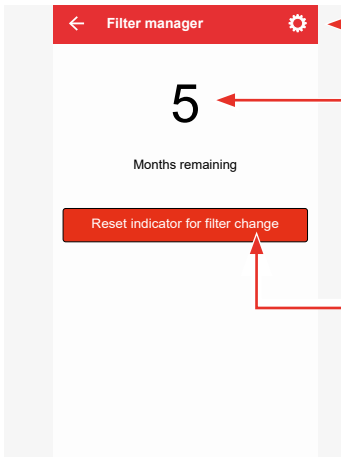 Filter manager
5
Months remaining
Reset indicator for filter change